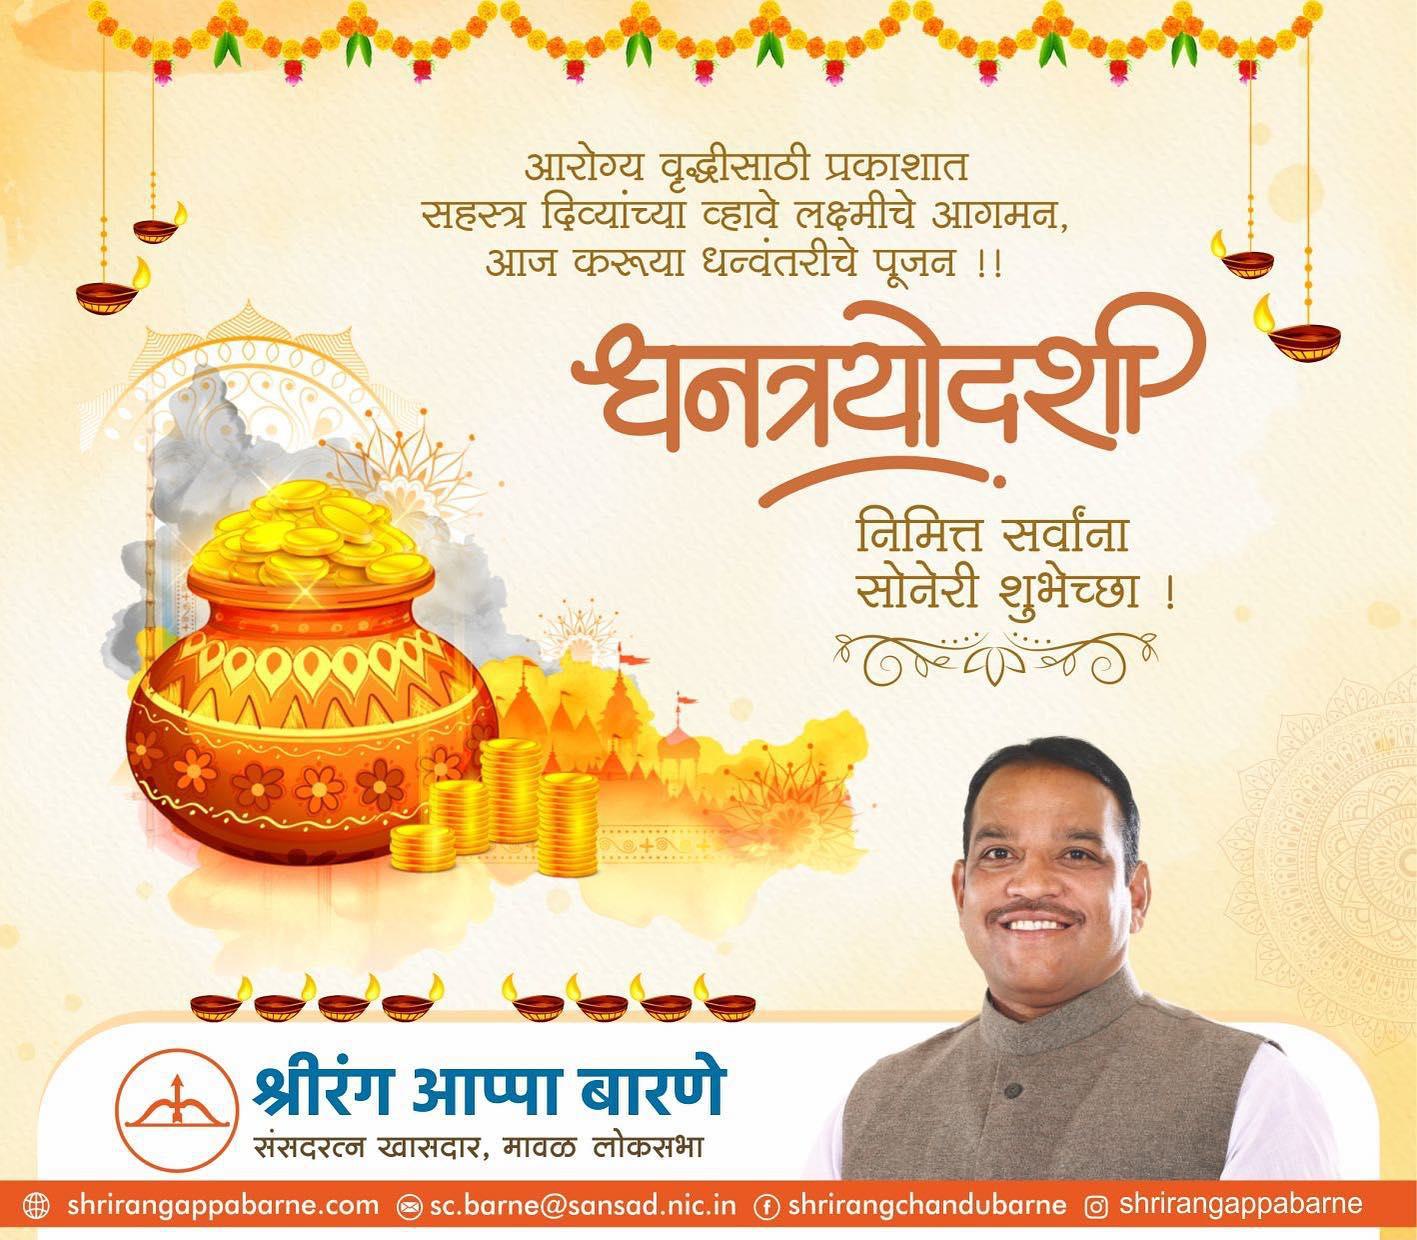 आरोग्य वृद्धीसाठी प्रकाशात
सहस्त्र दिव्यांच्या व्हावे लक्ष्मीचे आगमन,
आज करूया धन्वंतरीचे पूजन !!
धनत्रयोदशी
निमित्त सर्वांना
सोनेरी शुभेच्छा !
श्रीरंग आप्पा बारणे
संसदरत्न खासदार, मावळ लोकसभा
shrirangappabarne.com sc.barne@sansad.nic.in shrirangchandubarne shrirangappabarne